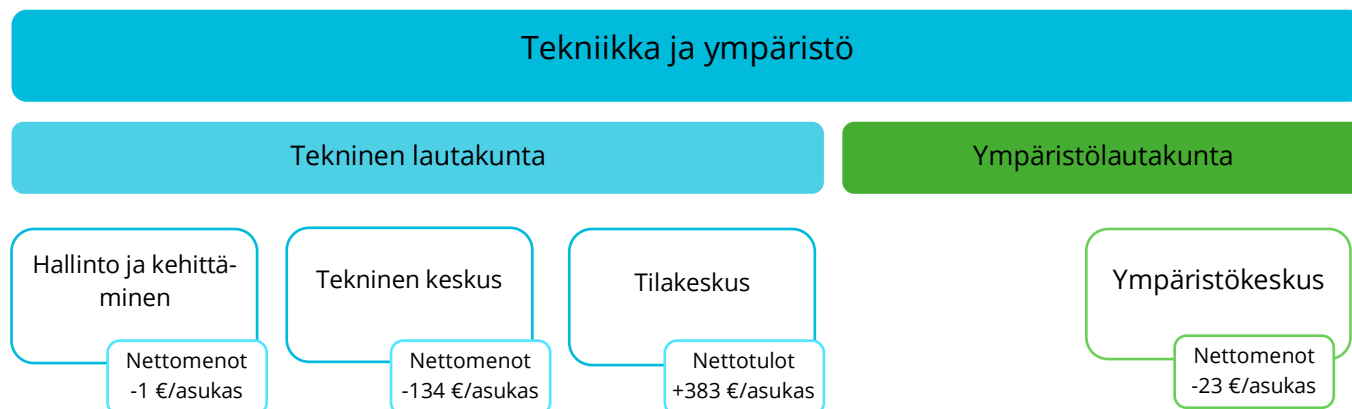 Tekniikka ja ympäristö
Tekninen lautakunta
Ympäristölautakunta
Hallinto ja kehittä-
minen
Nettomenot
-1 €/asukas
Tekninen keskus
Nettomenot
-134 €/asukas
Tilakeskus
Nettotulot
+383 €/asukas
Ympäristökeskus
Nettomenot
-23 €/asukas